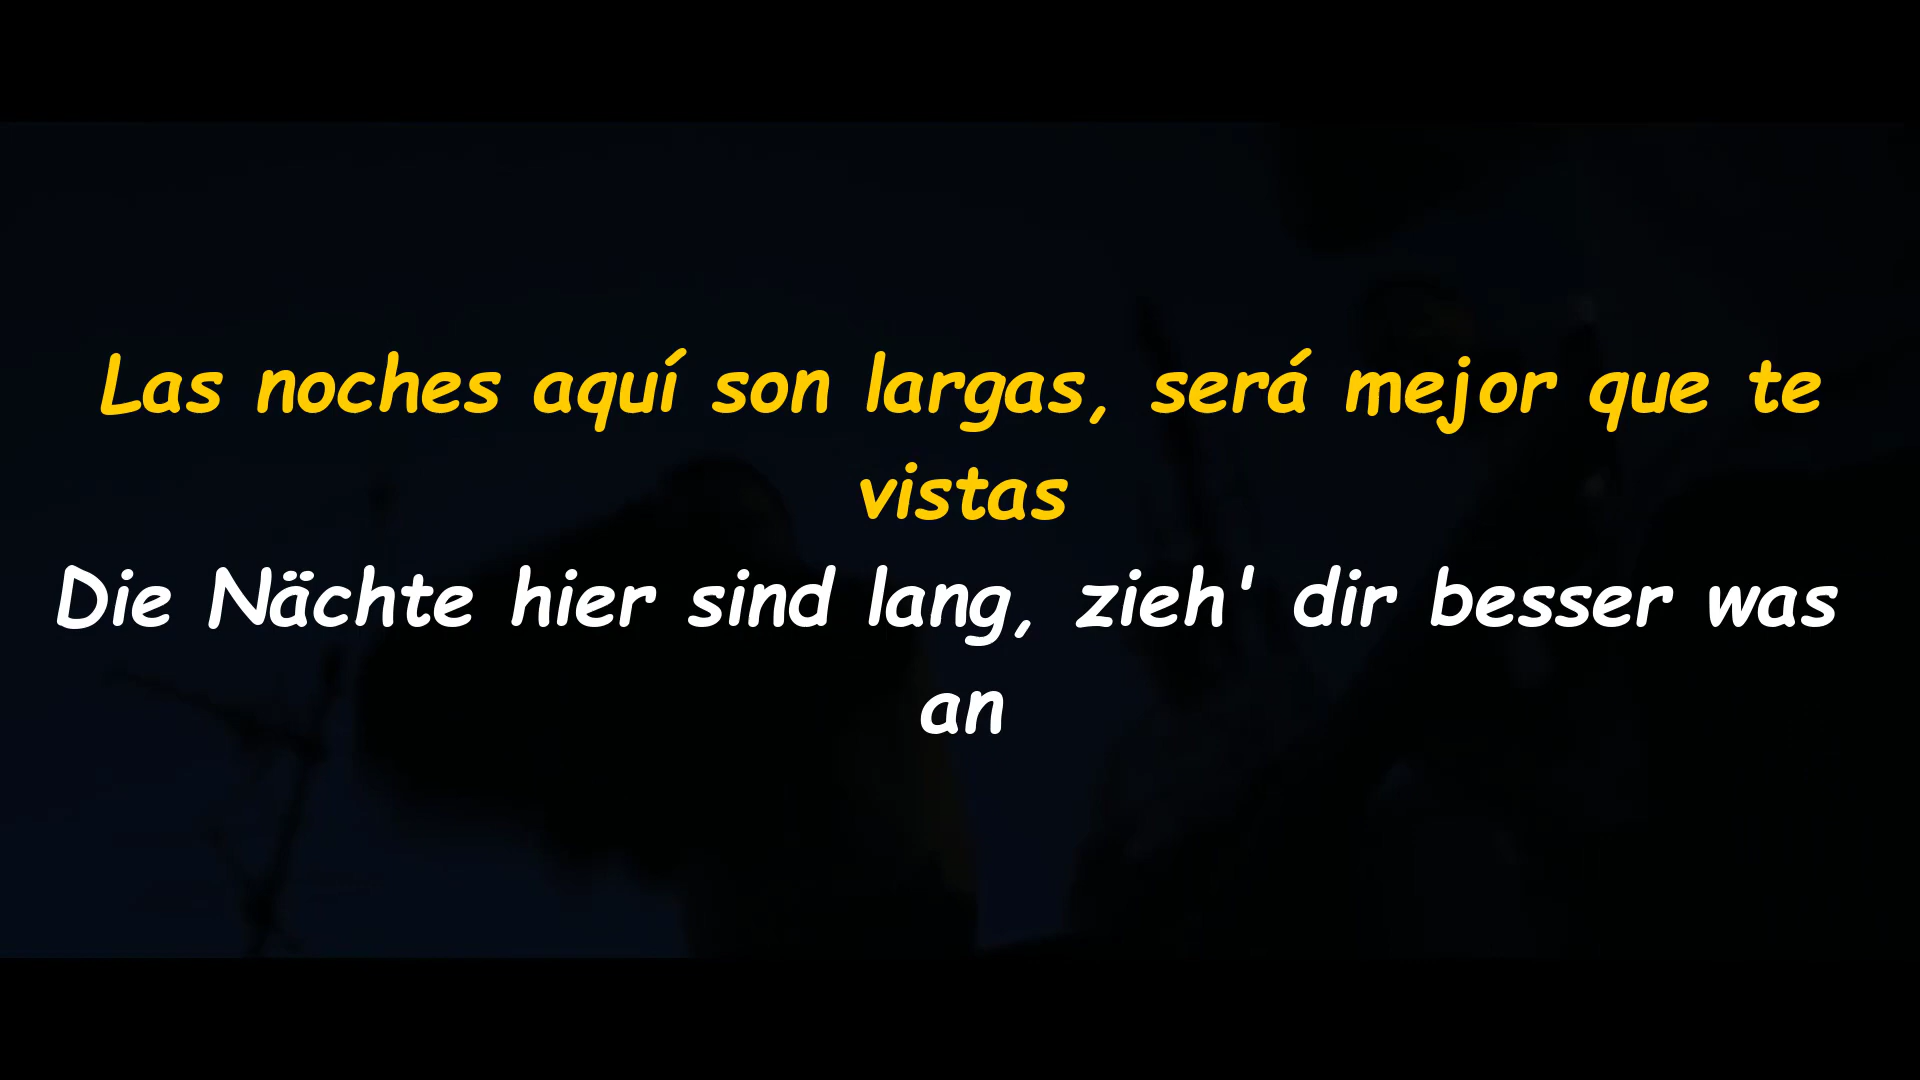 Las noches aquí son largas, será mejor que te
vistas
Die Nächte hier sind lang, zieh' dir besser was
an